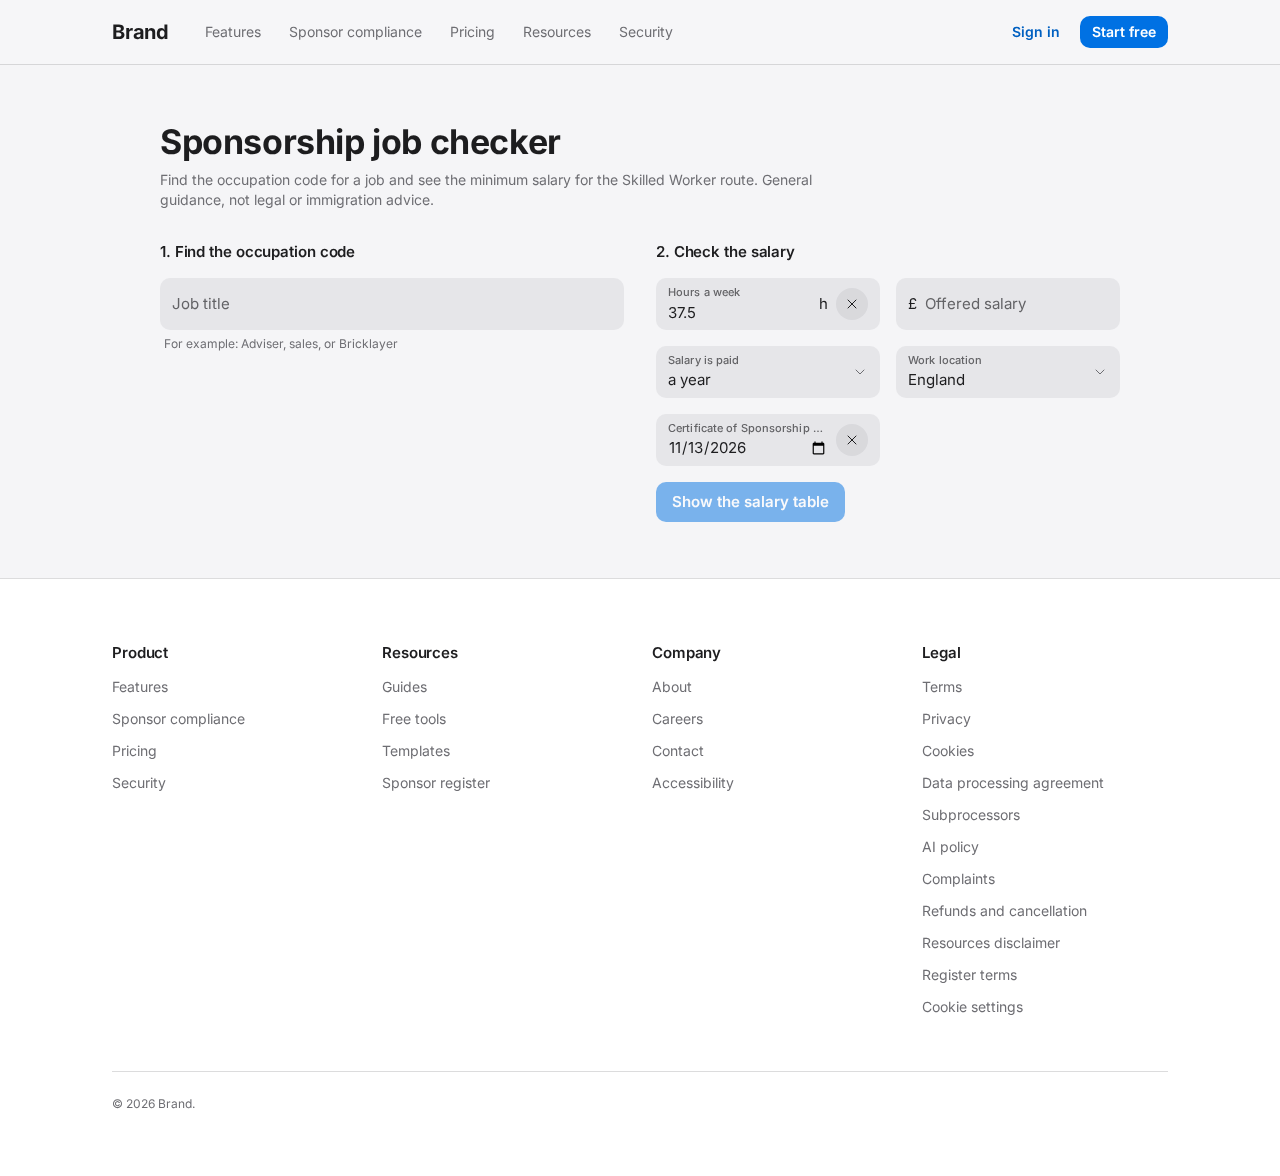 Brand
Features
Sponsor compliance
Pricing
Resources
Security
Sign in
Start free
Sponsorship job checker
Find the occupation code for a job and see the minimum salary for the Skilled Worker route. General
guidance, not legal or immigration advice.
1. Find the occupation code
Job title
For example: Adviser, sales, or Bricklayer
2. Check the salary
Hours a week
37.5
h
£ Offered salary
Salary is paid
a year
Work location
England
Certificate of Sponsorship ...
11/13/2026
Show the salary table
Product
Features
Sponsor compliance
Pricing
Security
Resources
Guides
Free tools
Templates
Sponsor register
Company
About
Careers
Contact
Accessibility
Legal
Terms
Privacy
Cookies
Data processing agreement
Subprocessors
AI policy
Complaints
Refunds and cancellation
Resources disclaimer
Register terms
Cookie settings
© 2026 Brand.